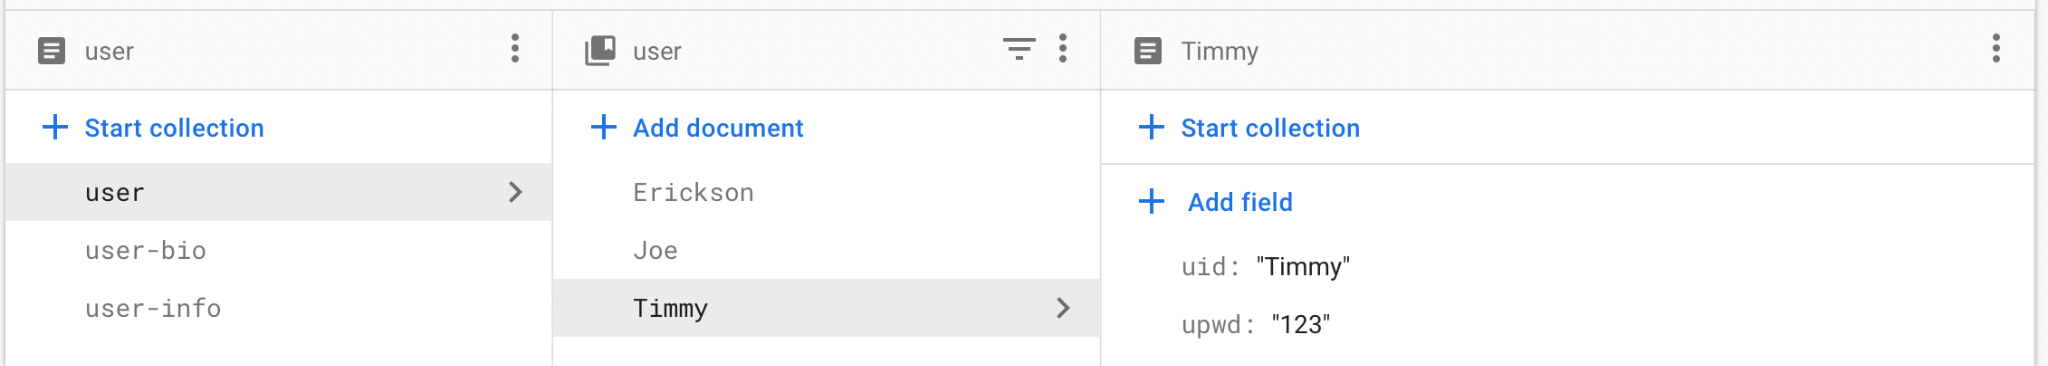 user
Start collection
user
user-bio
user-info
user
Add document
Erickson
Joe
Timmy
Timmy
Start collection
Add field
uid: "Timmy"
upwd: "123"